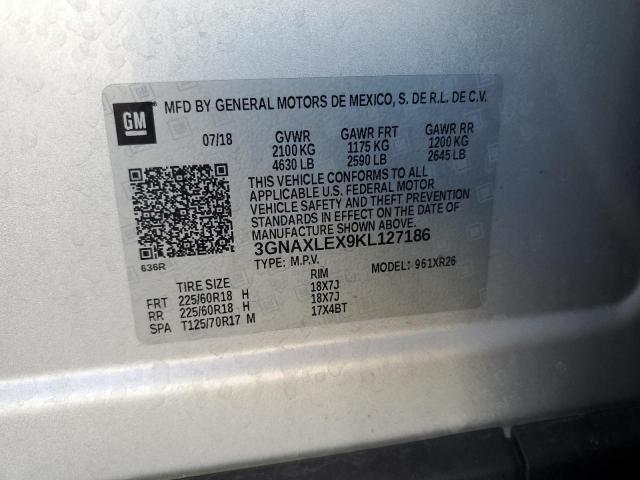 GM
MFD BY GENERAL MOTORS DE MEXICO, S. DE R.L. DE C.V.
07/18 GVWR GAWR FRT GAWR RR
2100 KG 1175 KG 1200 KG
4630 LB 2590 LB 2645 LB
THIS VEHICLE CONFORMS TO ALL
APPLICABLE U.S. FEDERAL MOTOR
VEHICLE SAFETY AND THEFT PREVENTION
STANDARDS IN EFFECT ON THE DATE OF
MANUFACTURE SHOWN ABOVE.
3GNAXLEX9KL127186
TYPE: M.P.V. MODEL: 961XR26
636R
TIRE SIZE RIM
FRT 225/60R18 H 18X7J
RR 225/60R18 H 18X7J
SPA T125/70R17 M 17X4BT